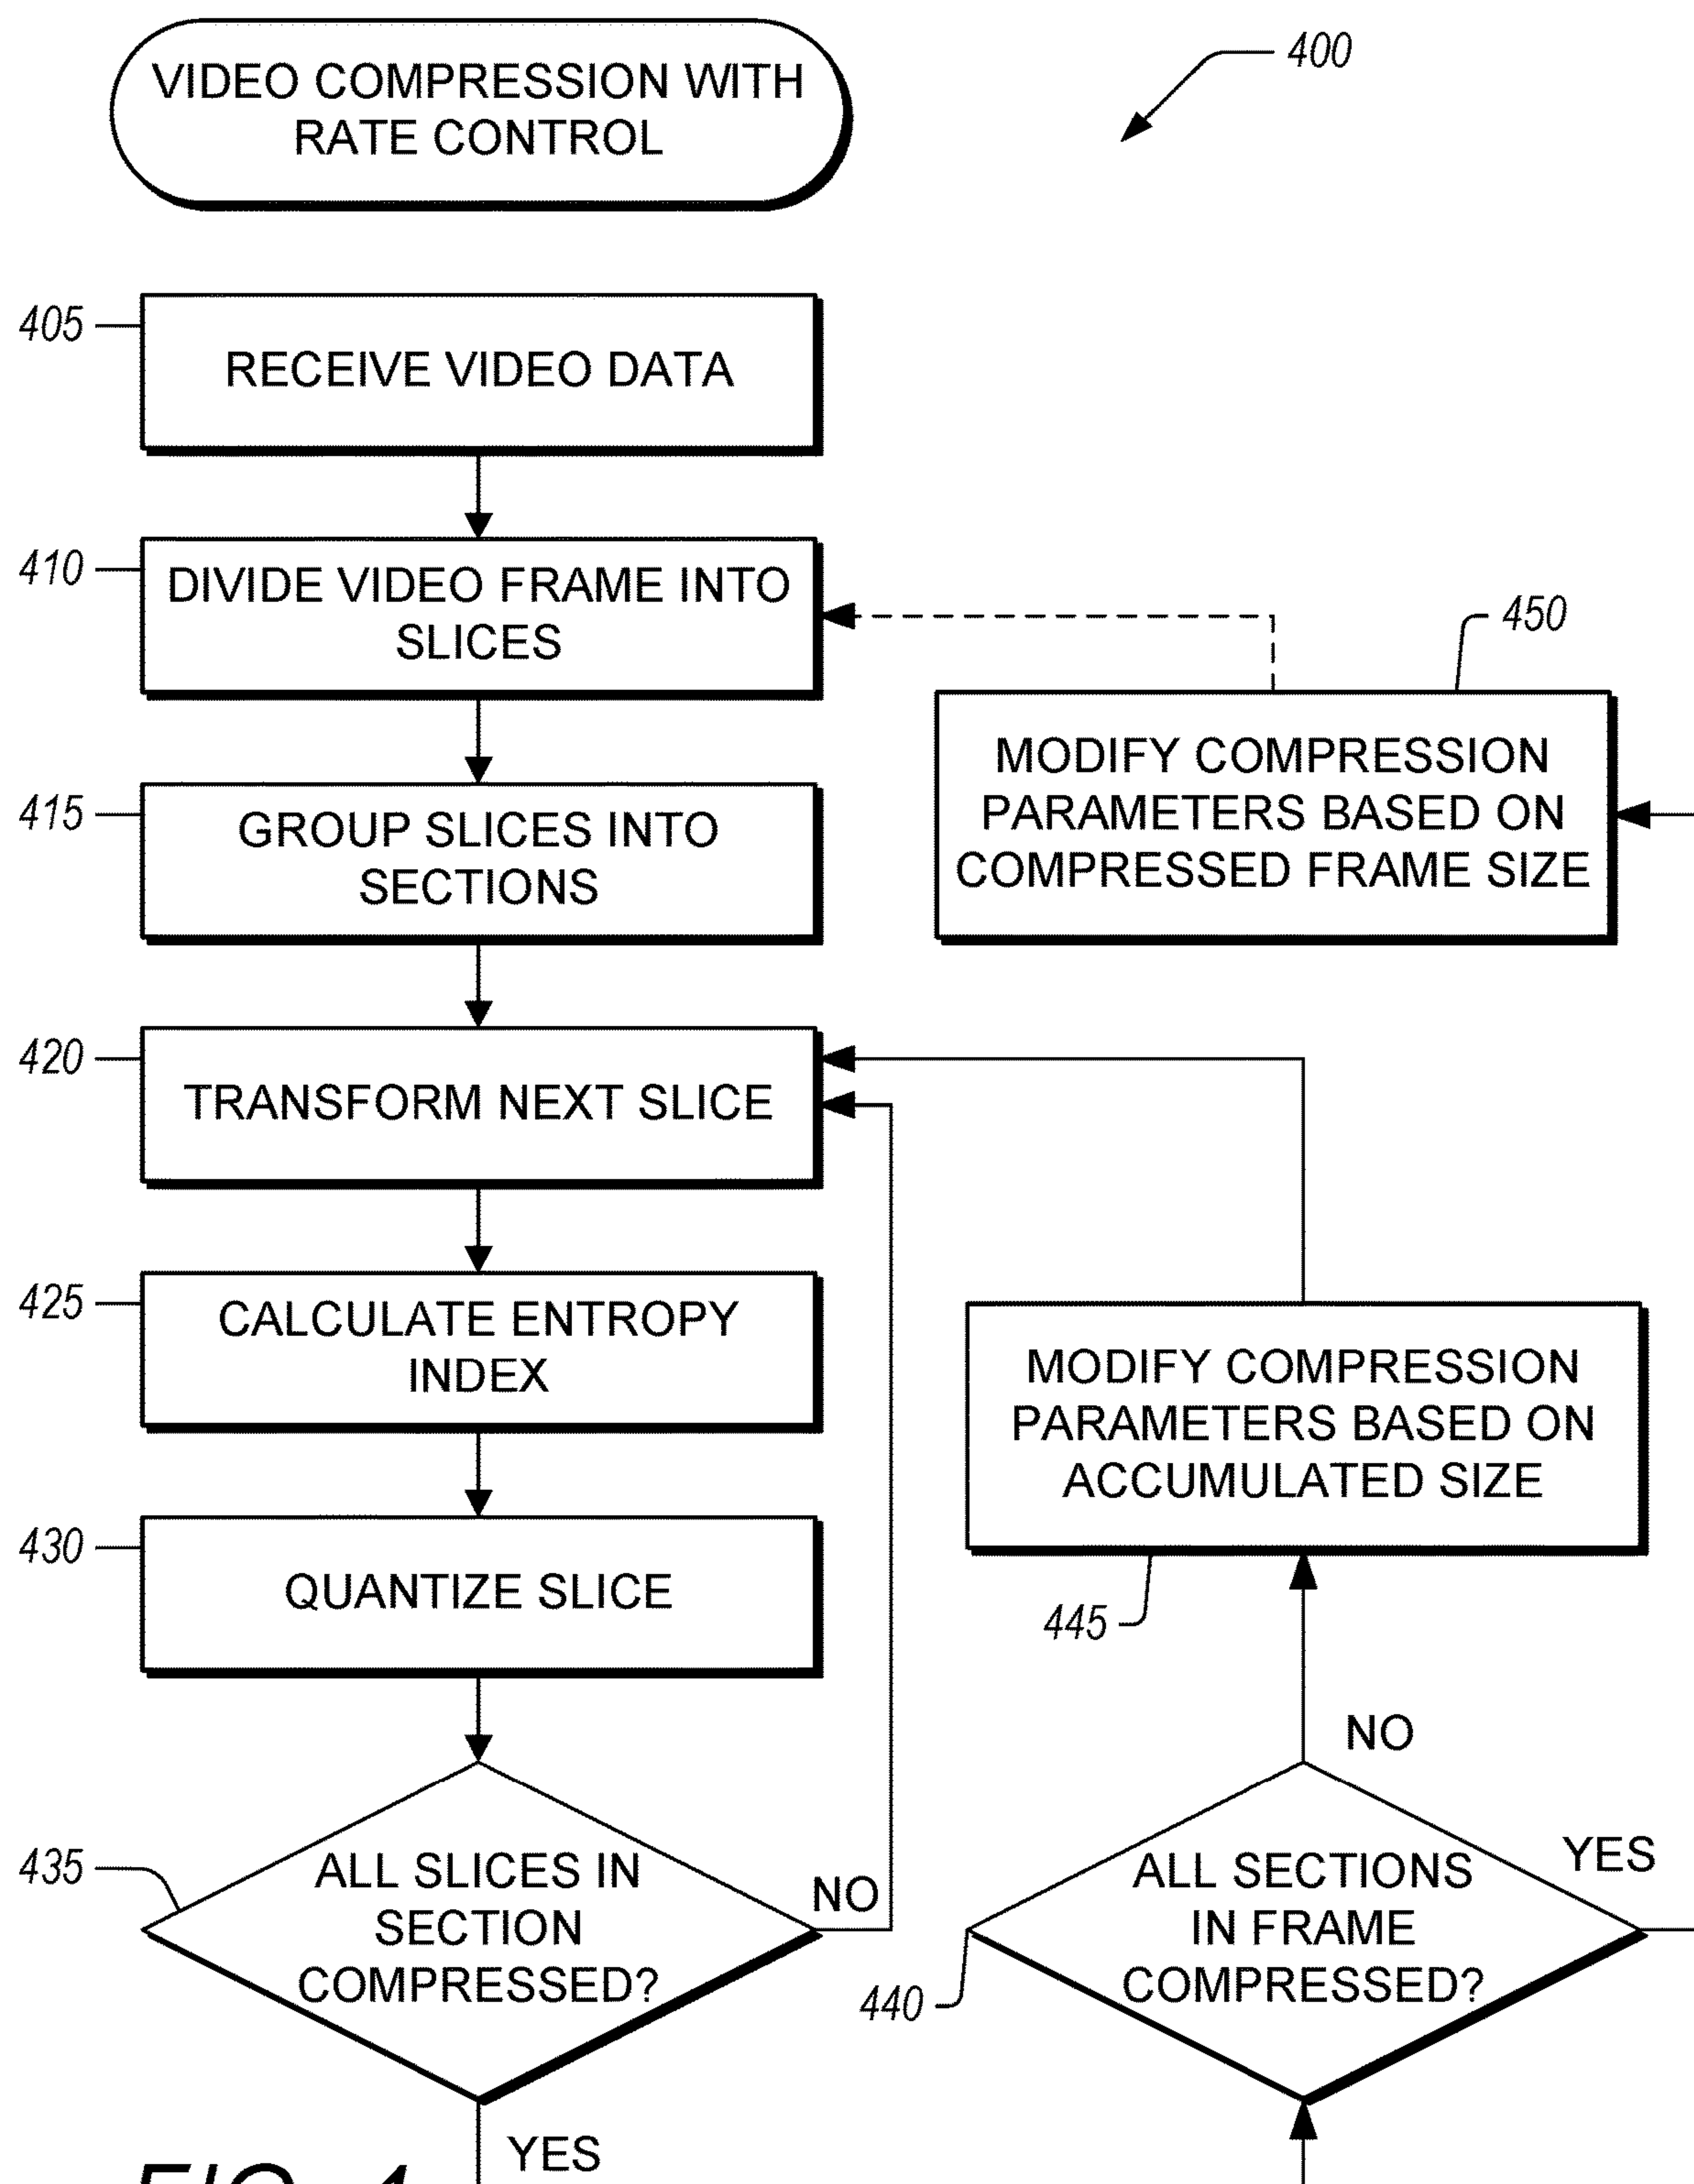 VIDEO COMPRESSION WITH
RATE CONTROL
400
405
RECEIVE VIDEO DATA
410
DIVIDE VIDEO FRAME INTO
SLICES
450
MODIFY COMPRESSION
PARAMETERS BASED ON
COMPRESSED FRAME SIZE
415
GROUP SLICES INTO
SECTIONS
420
TRANSFORM NEXT SLICE
425
CALCULATE ENTROPY
INDEX
MODIFY COMPRESSION
PARAMETERS BASED ON
ACCUMULATED SIZE
445
430
QUANTIZE SLICE
NO
435
ALL SLICES IN
SECTION
COMPRESSED?
NO
YES
ALL SECTIONS
IN FRAME
COMPRESSED?
440
YES